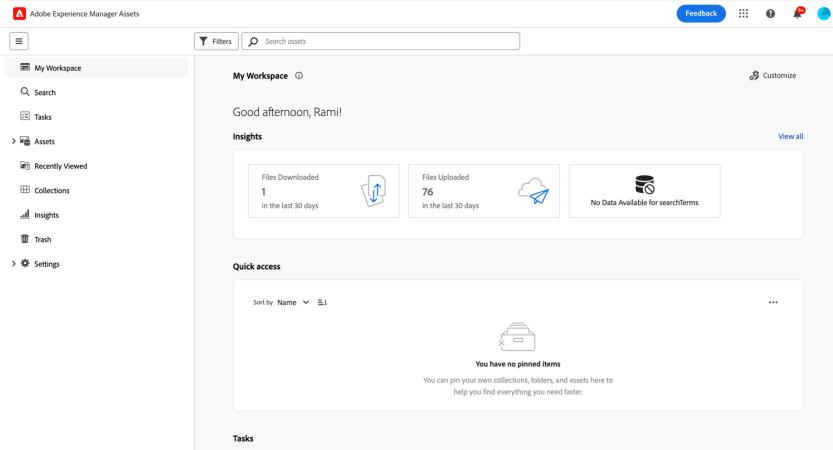 Adobe Experience Manager Assets
Feedback
9+
Filters
Search assets
My Workspace
Search
Tasks
Assets
Recently Viewed
Collections
Insights
Trash
Settings
My Workspace
Customize
Good afternoon, Rami!
Insights
View all
Files Downloaded
1
in the last 30 days
Files Uploaded
76
in the last 30 days
No Data Available for searchTerms
Quick access
Sort by Name
You have no pinned items
You can pin your own collections, folders, and assets here to
help you find everything you need faster.
Tasks